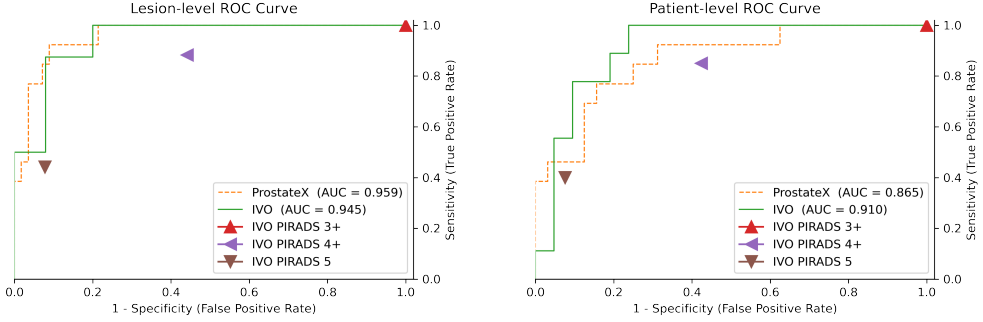 Lesion-level ROC Curve
1.0
0.8
0.6
0.4
0.2
0.0
Sensitivity (True Positive Rate)
ProstateX (AUC = 0.959)
IVO (AUC = 0.945)
IVO PIRADS 3+
IVO PIRADS 4+
IVO PIRADS 5
0.0 0.2 0.4 0.6 0.8 1.0
1 - Specificity (False Positive Rate)
Patient-level ROC Curve
1.0
0.8
0.6
0.4
0.2
0.0
Sensitivity (True Positive Rate)
ProstateX (AUC = 0.865)
IVO (AUC = 0.910)
IVO PIRADS 3+
IVO PIRADS 4+
IVO PIRADS 5
0.0 0.2 0.4 0.6 0.8 1.0
1 - Specificity (False Positive Rate)